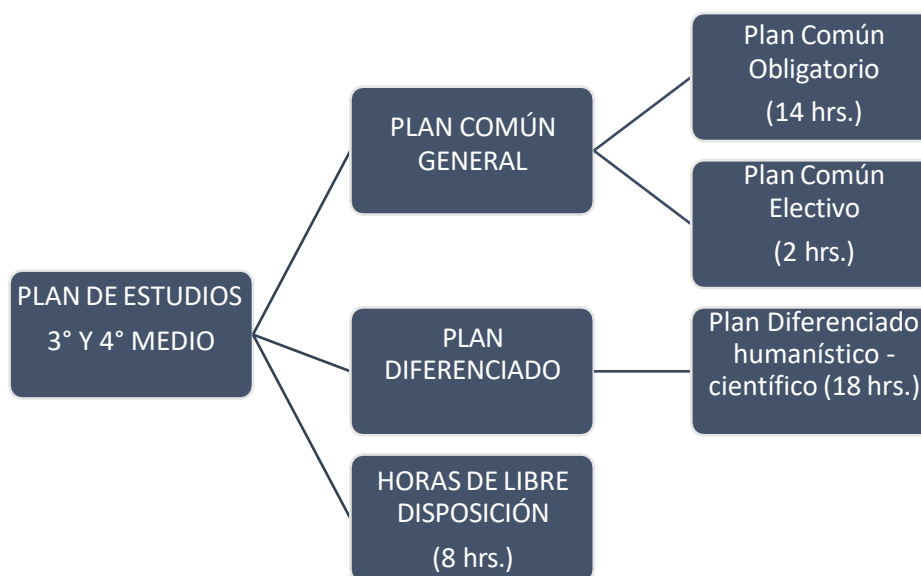 PLAN DE ESTUDIOS
3° Y 4° MEDIO
PLAN COMÚN
GENERAL
Plan Común
Obligatorio
(14 hrs.)
Plan Común
Electivo
(2 hrs.)
PLAN
DIFERENCIADO
Plan Diferenciado
humanístico -
científico (18 hrs.)
HORAS DE LIBRE
DISPOSICIÓN
(8 hrs.)